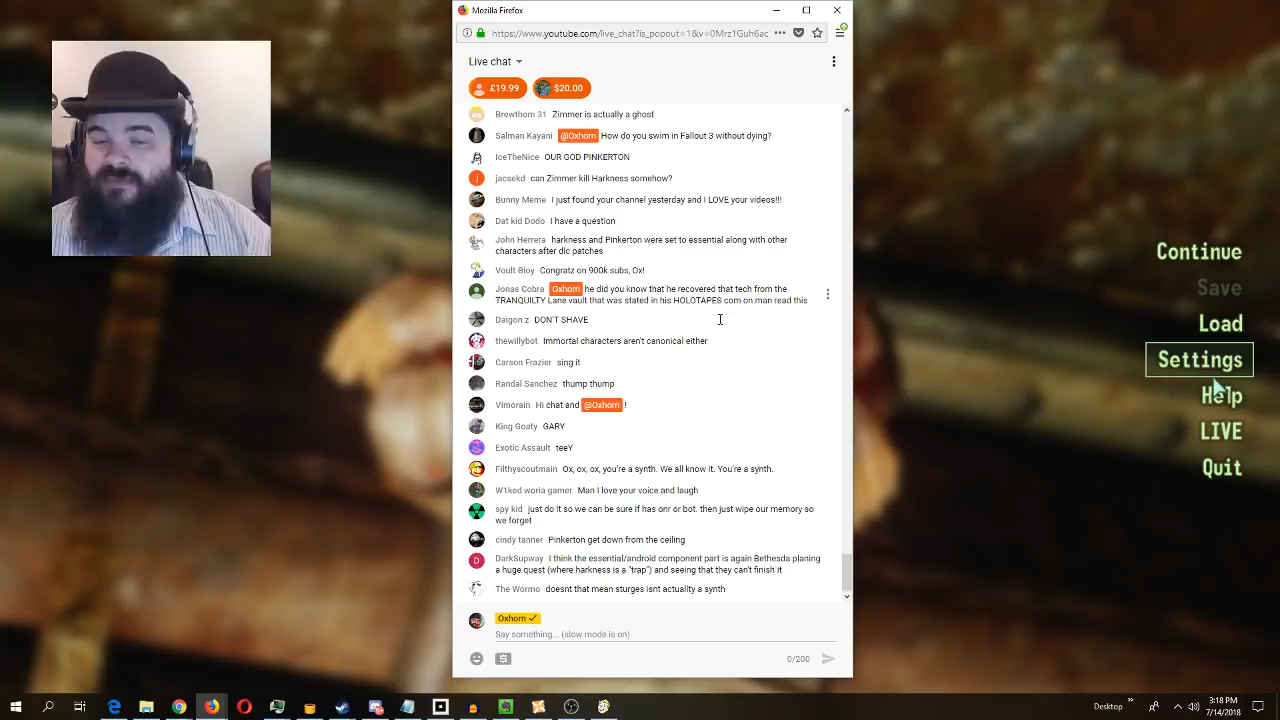 Mozilla Firefox
https://www.youtube.com/live_chat?is_popout=1&v=0Mrz1Guh6ac
Live chat
£19.99 $20.00
Brewthom 31 Zimmer is actually a ghost
Salman Kayani @Oxhorn How do you swim in Fallout 3 without dying?
IceTheNice OUR GOD PINKERTON
jacsekd can Zimmer kill Harkness somehow?
Bunny Meme I just found your channel yesterday and I LOVE your videos!!!
Dat kid Dodo I have a question
John Herrera harkness and Pinkerton were set to essential along with other
characters after dlc patches
Voult Bioy Congratz on 900k subs, Ox!
Jonas Cobra Oxhorn he did you know that he recovered that tech from the
TRANQUILTY Lane vault that was stated in his HOLOTAPES com on man read this
Daigon z DON'T SHAVE
thewillybot Immortal characters aren't canonical either
Carson Frazier sing it
Randal Sanchez thump thump
Vimorain Hi chat and @Oxhorn !
King Goaty GARY
Exotic Assault teeY
Filthyscoutmain Ox, ox, ox, you're a synth. We all know it. You're a synth.
W1ked woria gamer Man I love your voice and laugh
spy kid just do it so we can be sure if has onr or bot. then just wipe our memory so
we forget
cindy tanner Pinkerton get down from the ceiling
D DarkSupway I think the essential/android component part is again Bethesda planing
a huge quest (where harkness is a "trap") and seeing that they can't finish it
The Wormo doesnt that mean sturges isnt actuallty a synth
Oxhorn
Say something... (slow mode is on)
0/200
Continue
Save
Load
Settings
Help
LIVE
Quit
Desktop
3:18 PM
7/14/2018